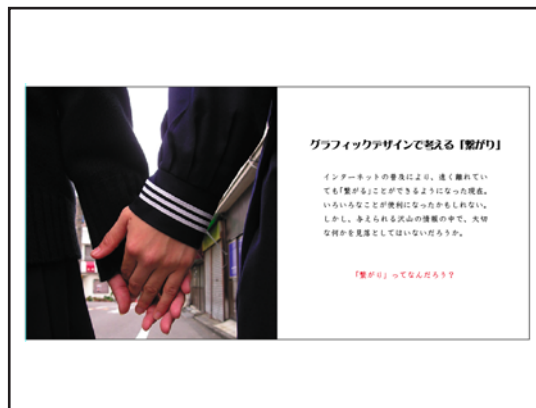 グラフィックデザインで考える「繋がり」
インターネットの普及により、遠く離れてい
ても「繋がる」ことができるようになった現在。
いろいろなことが便利になったかもしれない。
しかし、与えられる沢山の情報の中で、大切
な何かを見落としてはいないだろうか。
「繋がり」ってなんだろう？